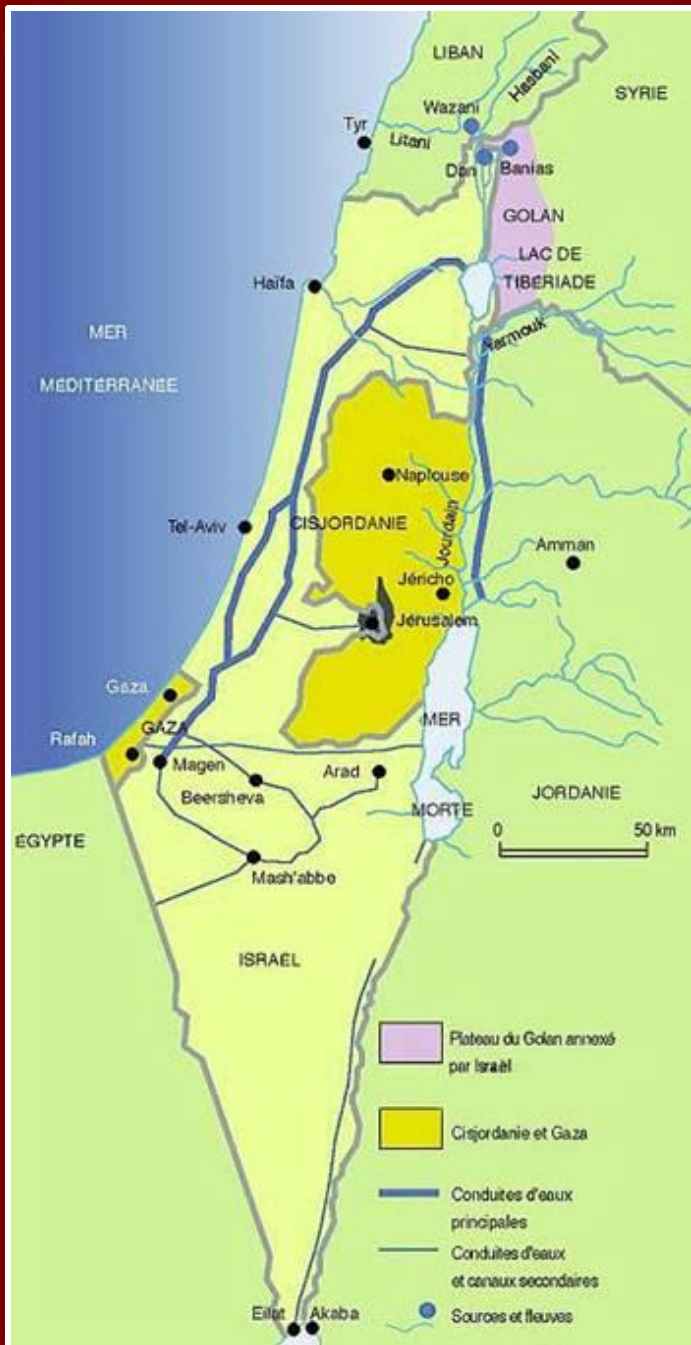 LIBAN
Hasbani
SYRIE
Wazani
Tyr
Litani
Dan
Banias
GOLAN
LAC DE
TIBÉRIADE
Haïfa
Yarmouk
MER
MÉDITERRANÉE
Naplouse
CISJORDANIE
Tel-Aviv
Jourdain
Amman
Jéricho
Jérusalem
Gaza
GAZA
Rafah
MER
Magen
Arad
Beersheva
MORTE
JORDANIE
0 50 km
ÉGYPTE
Mash'abbe
ISRAËL
Plateau du Golan annexé
par Israël
Cisjordanie et Gaza
Conduites d'eaux
principales
Conduites d'eaux
et canaux secondaires
Sources et fleuves
Eilat
Akaba